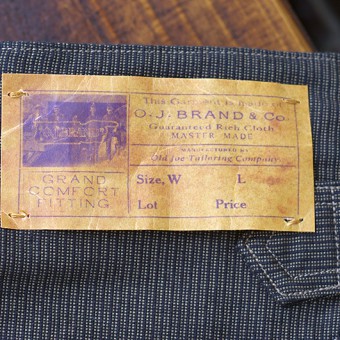 This Garment is made of
O. J. BRAND & Co.
Guaranteed Rich Cloth
MASTER MADE
MANUFACTURED BY
Old Joe Tailoring Company
BRAND
GRAND
COMFORT
FITTING
Size, W L
Lot Price